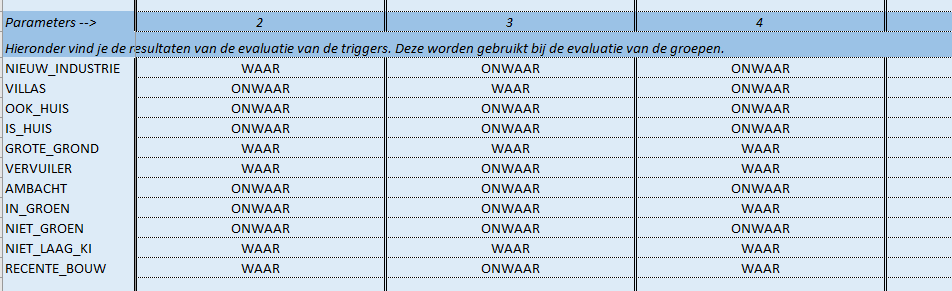 Parameters --> 2 3 4
Hieronder vind je de resultaten van de evaluatie van de triggers. Deze worden gebruikt bij de evaluatie van de groepen.
NIEUW_INDUSTRIE WAAR ONWAAR ONWAAR
VILLAS ONWAAR WAAR ONWAAR
OOK_HUIS ONWAAR ONWAAR ONWAAR
IS_HUIS ONWAAR ONWAAR ONWAAR
GROTE_GROND WAAR WAAR WAAR
VERVUILER WAAR ONWAAR WAAR
AMBACHT ONWAAR ONWAAR ONWAAR
IN_GROEN ONWAAR ONWAAR WAAR
NIET_GROEN ONWAAR ONWAAR ONWAAR
NIET_LAAG_KI WAAR WAAR WAAR
RECENTE_BOUW WAAR ONWAAR WAAR